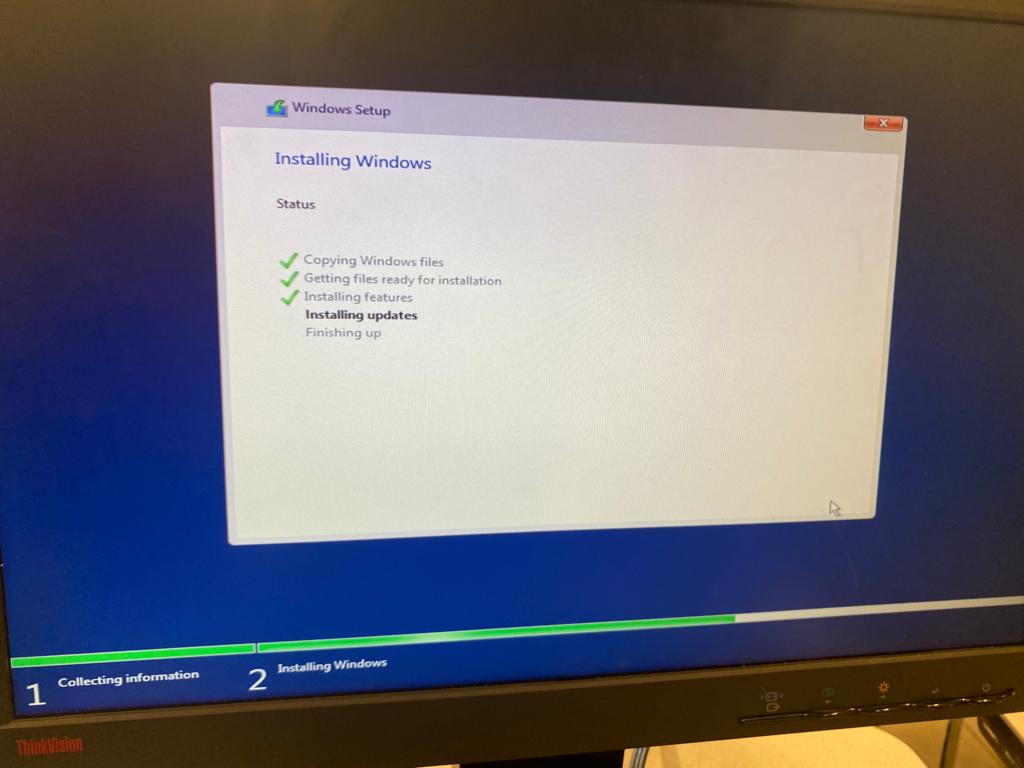 Windows Setup
Installing Windows
Status
Copying Windows files
Getting files ready for installation
Installing features
Installing updates
Finishing up
1 Collecting information
2 Installing Windows
ThinkVision